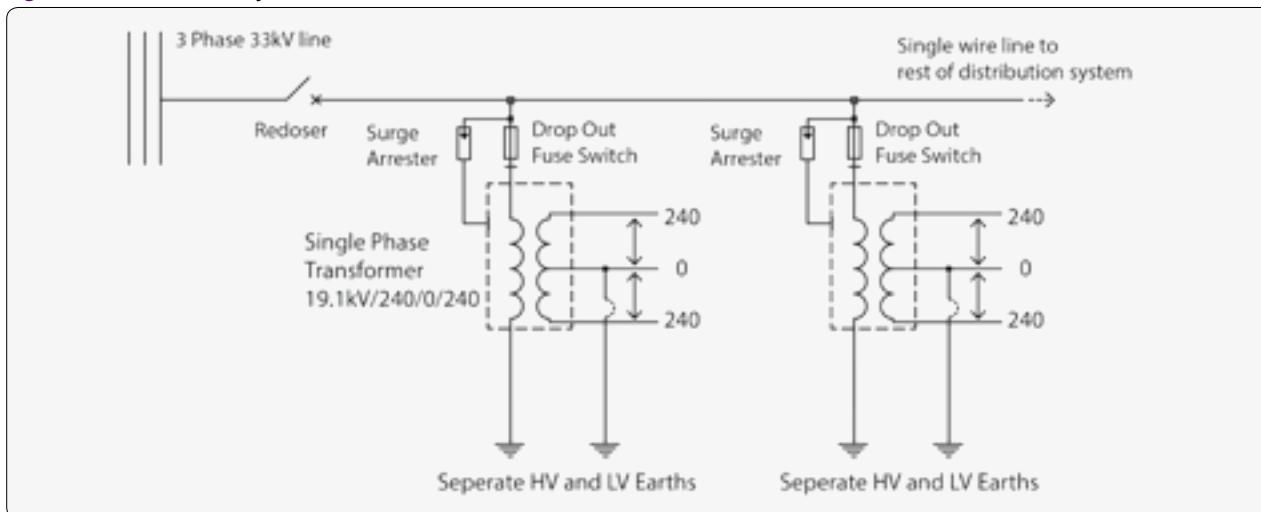 3 Phase 33kV line
Single wire line to
rest of distribution system
Redoser
Surge
Arrester
Drop Out
Fuse Switch
Surge
Arrester
Drop Out
Fuse Switch
Single Phase
Transformer
19.1kV/240/0/240
240
0
240
240
0
240
Seperate HV and LV Earths
Seperate HV and LV Earths